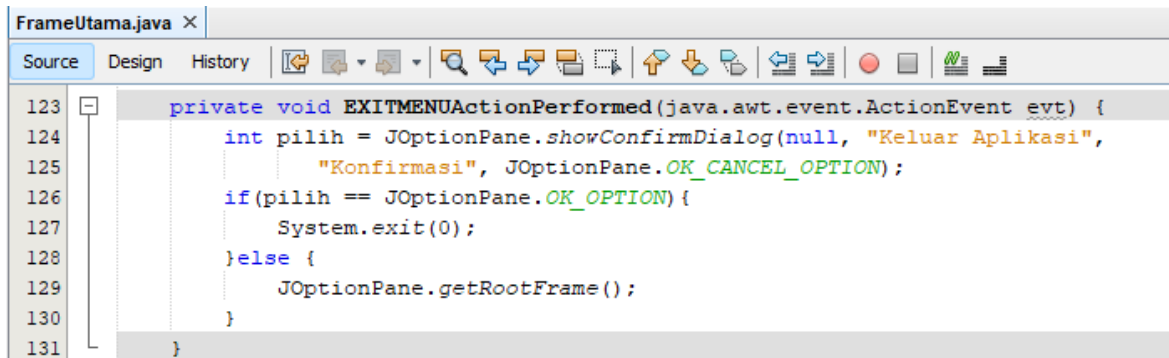 FrameUtama.java ×
Source Design History
123 private void EXITMENUActionPerformed(java.awt.event.ActionEvent evt) {
124 int pilih = JOptionPane.showConfirmDialog(null, "Keluar Aplikasi",
125 "Konfirmasi", JOptionPane.OK_CANCEL_OPTION);
126 if(pilih == JOptionPane.OK_OPTION){
127 System.exit(0);
128 }else {
129 JOptionPane.getRootFrame();
130 }
131 }